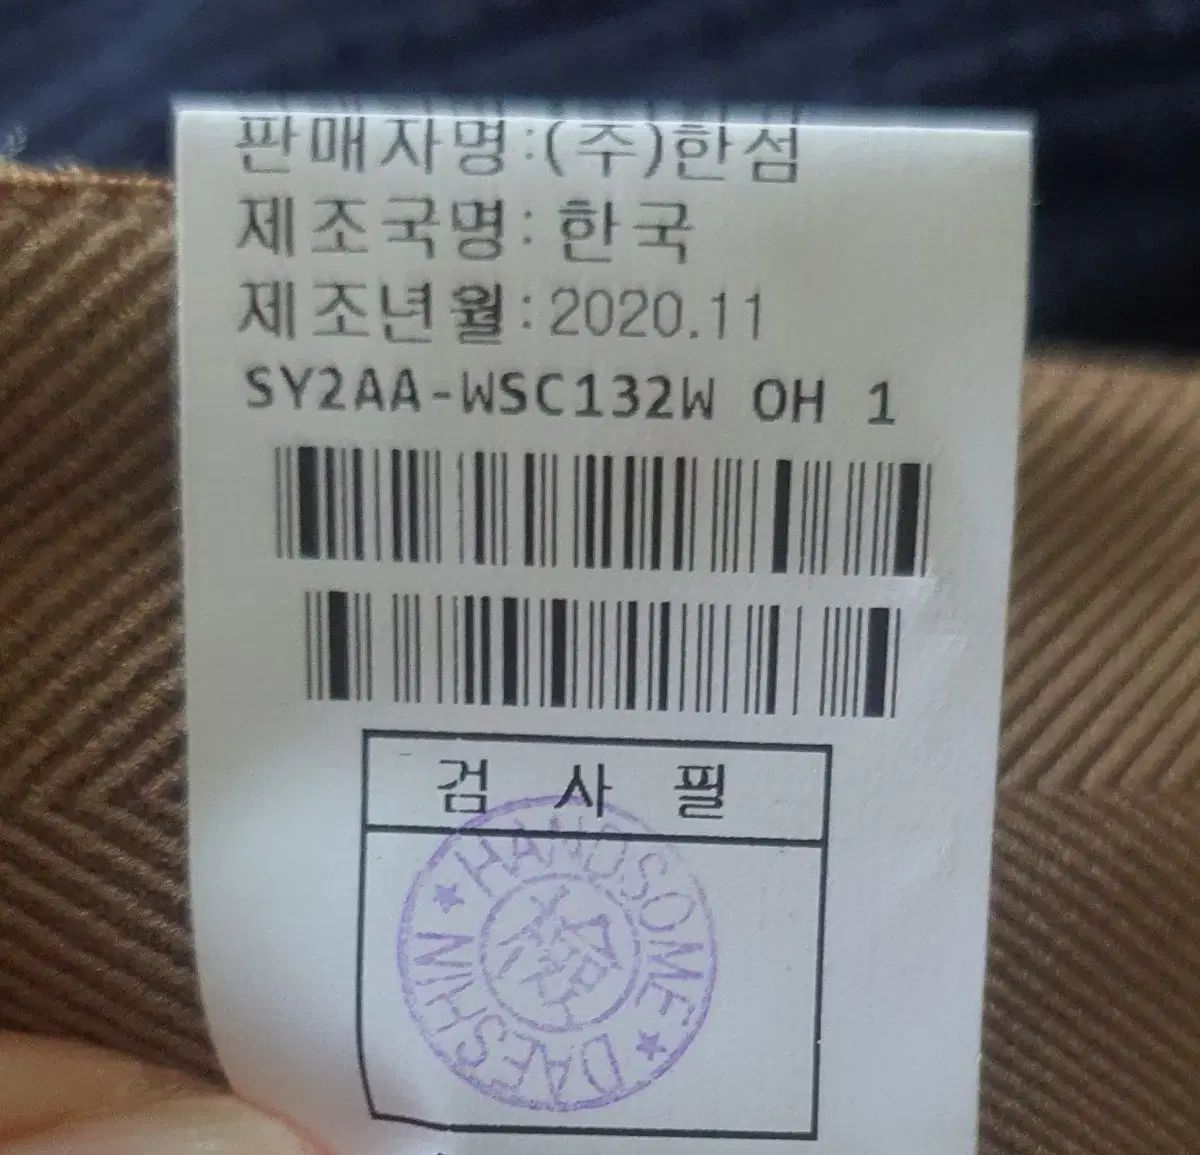 판매자명:(주)한섬
제조국명:한국
제조년월:2020.11
SY2AA-WSC132W OH 1
검 사 필
HANDSOME ★ DAESHIN ★